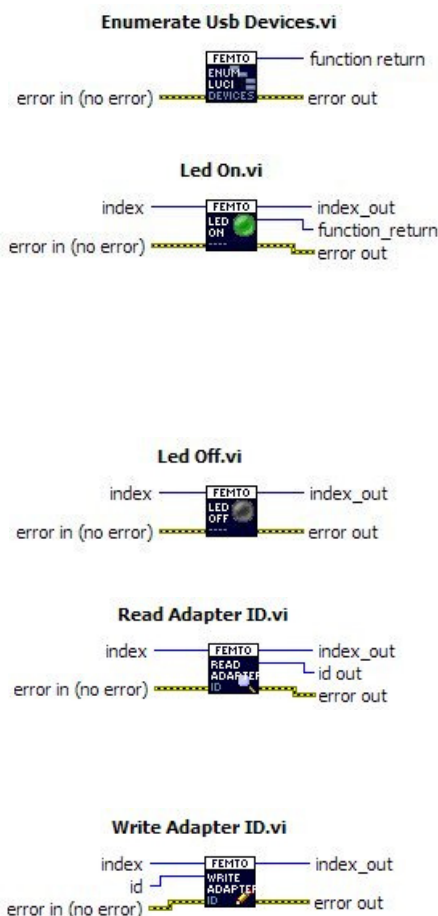 Enumerate Usb Devices.vi
FEMTO
ENUM
LUCI
DEVICES
function return
error in (no error)
error out
Led On.vi
index
FEMTO
LED
ON
index_out
function_return
error in (no error)
error out
Led Off.vi
index
FEMTO
LED
OFF
index_out
error in (no error)
error out
Read Adapter ID.vi
index
FEMTO
READ
ADAPTER
ID
index_out
id out
error in (no error)
error out
Write Adapter ID.vi
index
id
FEMTO
WRITE
ADAPTE
ID
index_out
error in (no error)
error out